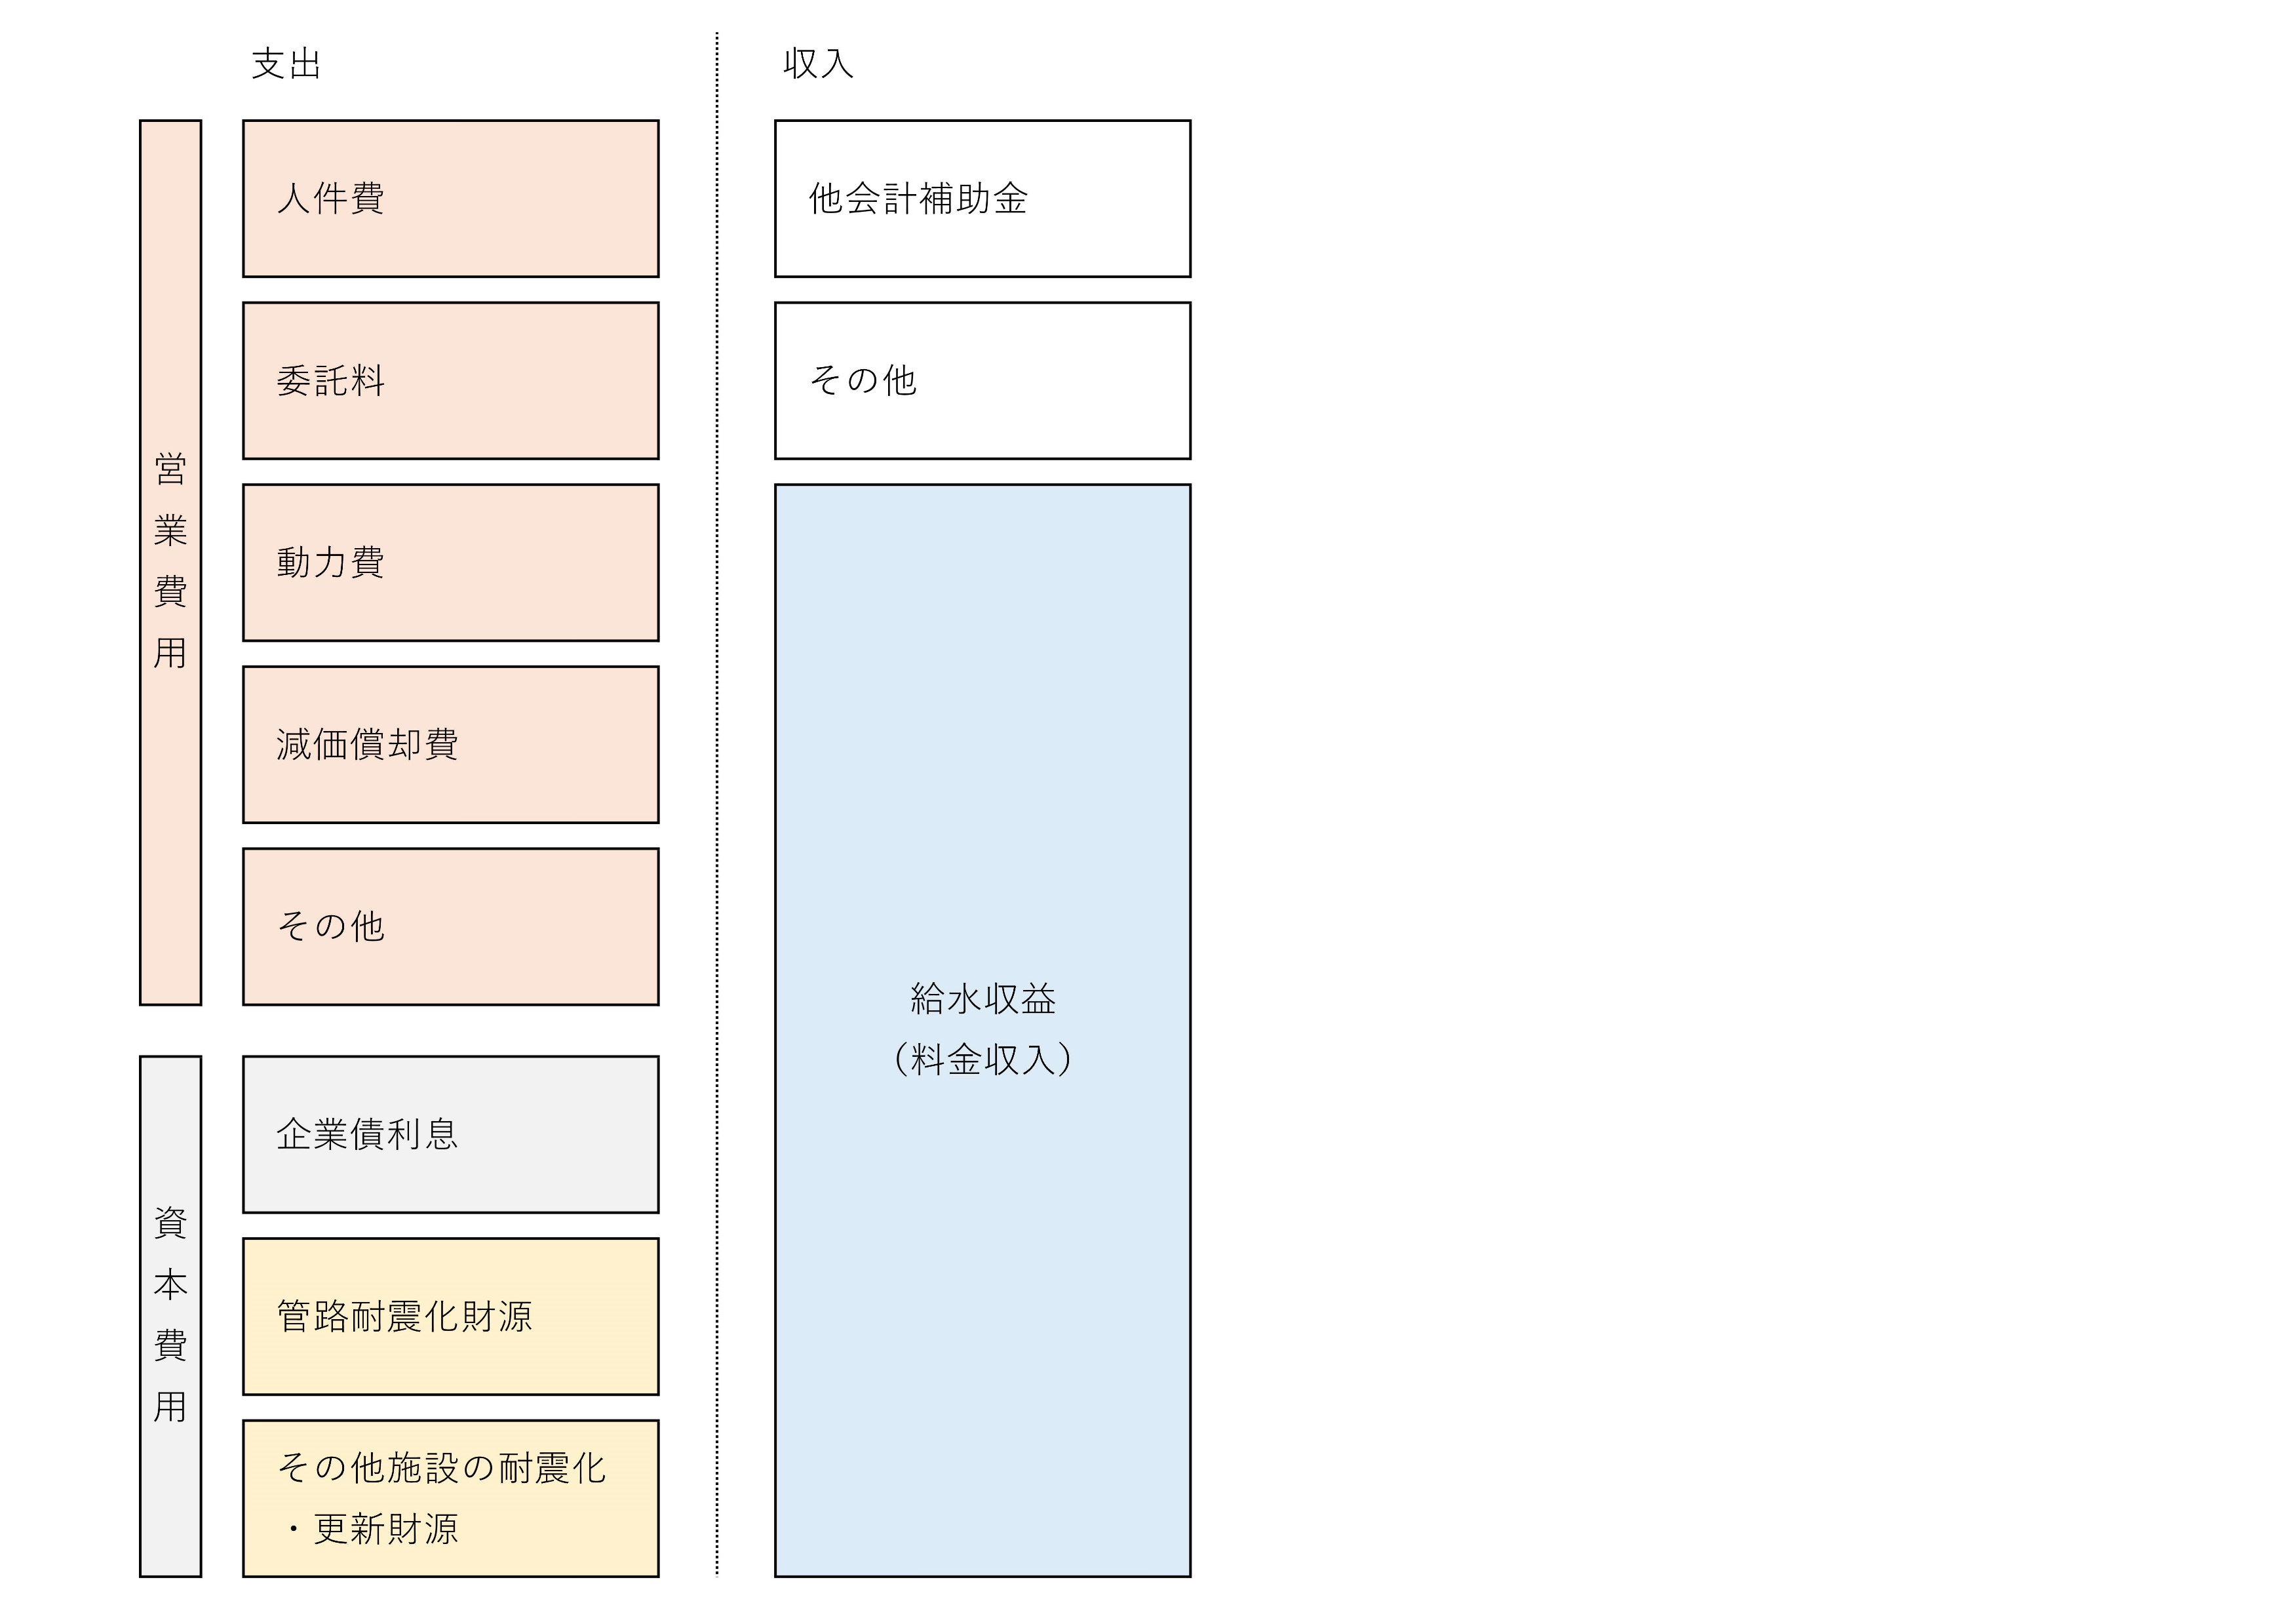 支出
収入
営業費用
人件費
委託料
動力費
減価償却費
その他
資本費用
企業債利息
管路耐震化財源
その他施設の耐震化
・更新財源
他会計補助金
その他
給水収益
（料金収入）